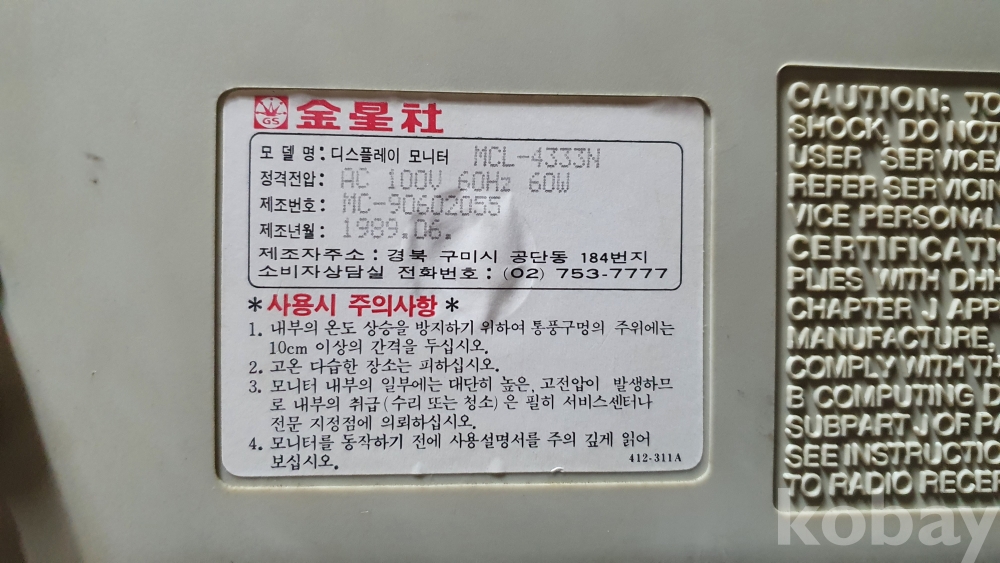 GS 金星社
모 델 명 : 디스플레이 모니터 MCL-4333N
정격전압 : AC 100V 60Hz 60W
제조번호 : MC-90602055
제조년월 : 1989.06.
제조자주소 : 경북 구미시 공단동 184번지
소비자상담실 전화번호 : (02) 753-7777
* 사용시 주의사항 *
1. 내부의 온도 상승을 방지하기 위하여 통풍구멍의 주위에는
10cm 이상의 간격을 두십시오.
2. 고온 다습한 장소는 피하십시오.
3. 모니터 내부의 일부에는 대단히 높은, 고전압이 발생하므
로 내부의 취급 (수리 또는 청소) 은 필히 서비스센터나
전문 지정점에 의뢰하십시오.
4. 모니터를 동작하기 전에 사용설명서를 주의 깊게 읽어
보십시오.
412-311A
CAUTION: TO
SHOCK, DO NOT
USER SERVICEA
REFER SERVICIN
VICE PERSONAL
CERTIFICATI
PLIES WITH DHH
CHAPTER J APP
MANUFACTURE,
COMPLY WITH TH
B COMPUTING D
SUBPART J OF PA
SEE INSTRUCTIO
TO RADIO RECEP
kobay